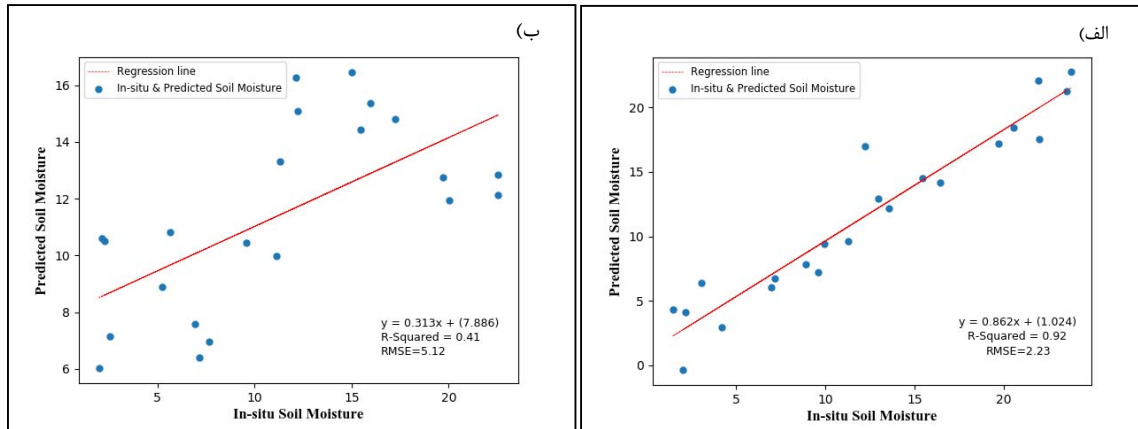 الف)
Regression line
In-situ & Predicted Soil Moisture
Predicted Soil Moisture
20
15
10
5
0
y = 0.862x + (1.024)
R-Squared = 0.92
RMSE=2.23
5 10 15 20
In-situ Soil Moisture
ب)
Regression line
In-situ & Predicted Soil Moisture
Predicted Soil Moisture
16
14
12
10
8
6
y = 0.313x + (7.886)
R-Squared = 0.41
RMSE=5.12
5 10 15 20
In-situ Soil Moisture